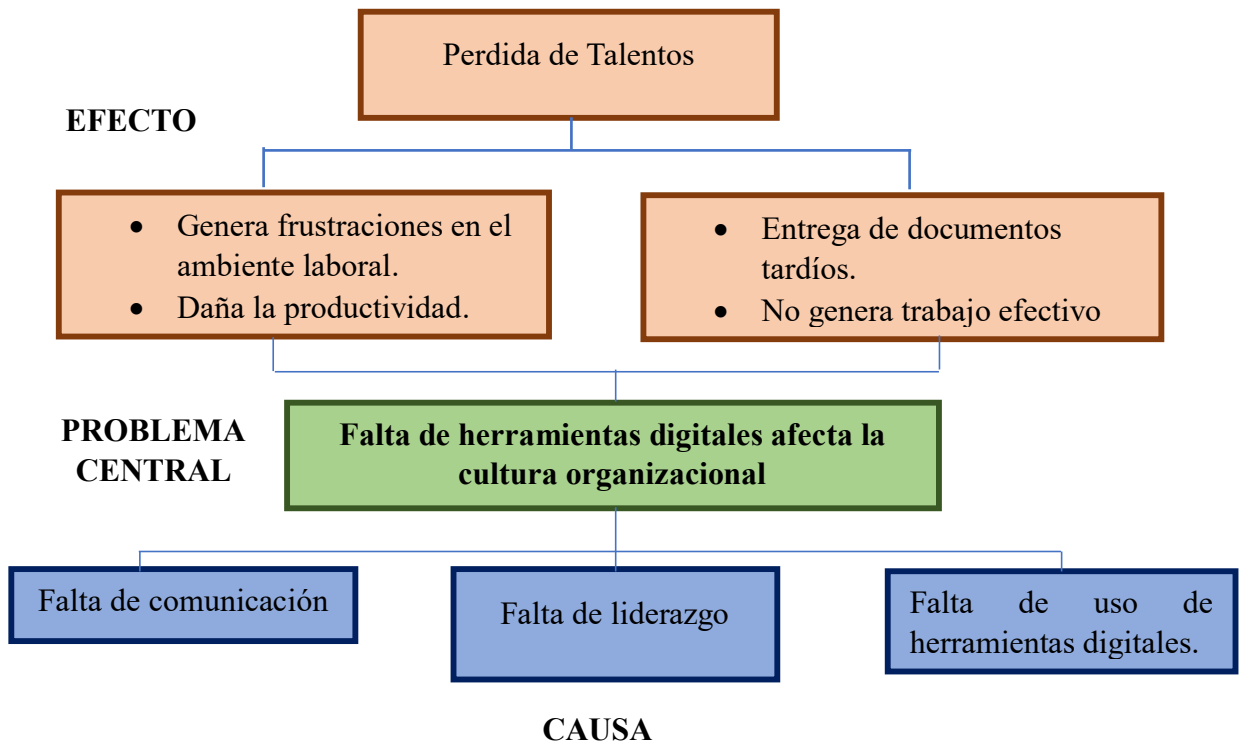 Perdida de Talentos
EFECTO
• Genera frustraciones en el
ambiente laboral.
• Daña la productividad.
• Entrega de documentos
tardíos.
• No genera trabajo efectivo
PROBLEMA
CENTRAL
Falta de herramientas digitales afecta la
cultura organizacional
Falta de comunicación
Falta de liderazgo
Falta de uso de
herramientas digitales.
CAUSA